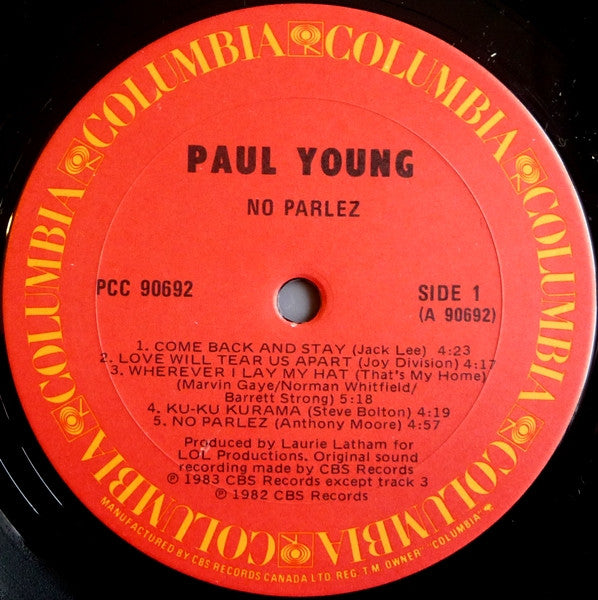 COLUMBIA COLUMBIA COLUMBIA COLUMBIA COLUMBIA COLUMBIA
PAUL YOUNG
NO PARLEZ
PCC 90692
SIDE 1
(A 90692)
1. COME BACK AND STAY (Jack Lee) 4:23
2. LOVE WILL TEAR US APART (Joy Division) 4:17
3. WHEREVER I LAY MY HAT (That's My Home)
(Marvin Gaye/Norman Whitfield/
Barrett Strong) 5:18
4. KU-KU KURAMA (Steve Bolton) 4:19
5. NO PARLEZ (Anthony Moore) 4:57
Produced by Laurie Latham for
LOL Productions. Original sound
recording made by CBS Records
℗ 1983 CBS Records except track 3
℗ 1982 CBS Records
MANUFACTURED BY CBS RECORDS CANADA LTD. REG. T.M. OWNER "COLUMBIA"